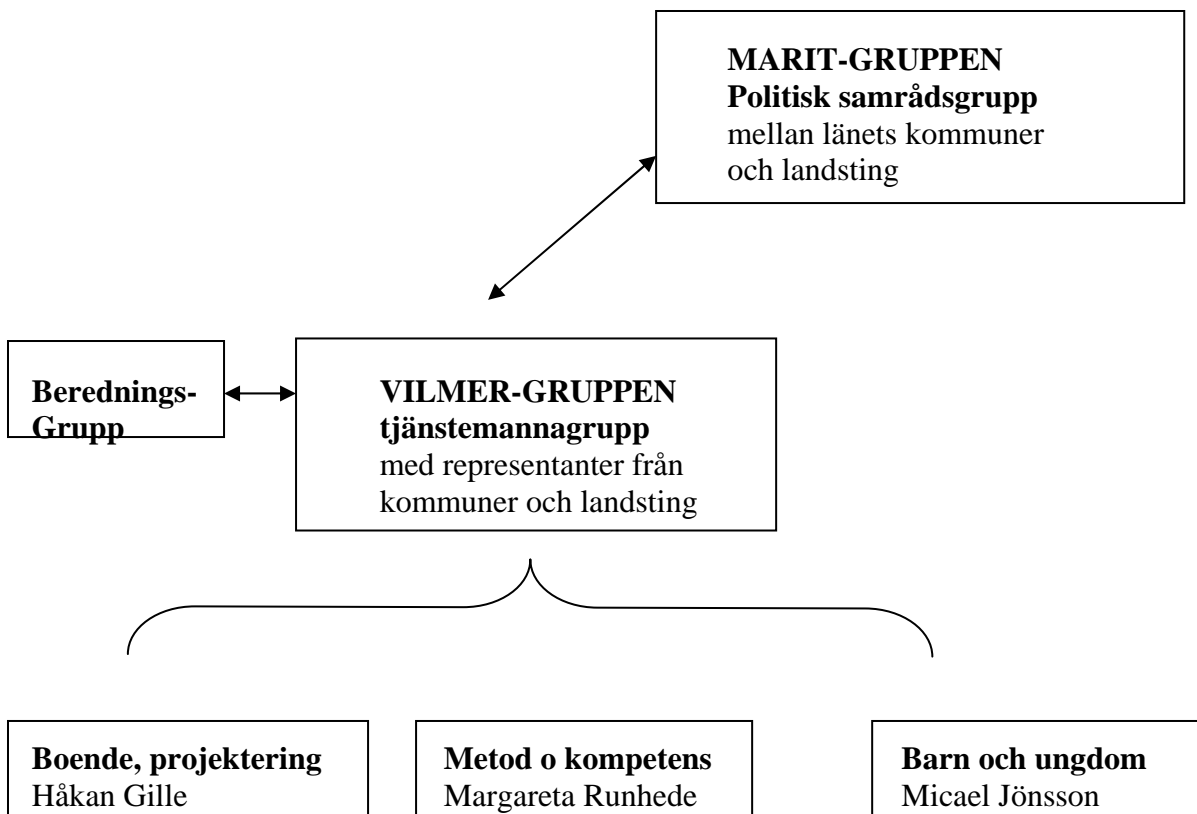 MARIT-GRUPPEN
Politisk samrådsgrupp
mellan länets kommuner
och landsting
Berednings-
Grupp
VILMER-GRUPPEN
tjänstemannagrupp
med representanter från
kommuner och landsting
Boende, projektering
Håkan Gille
Metod o kompetens
Margareta Runhede
Barn och ungdom
Micael Jönsson